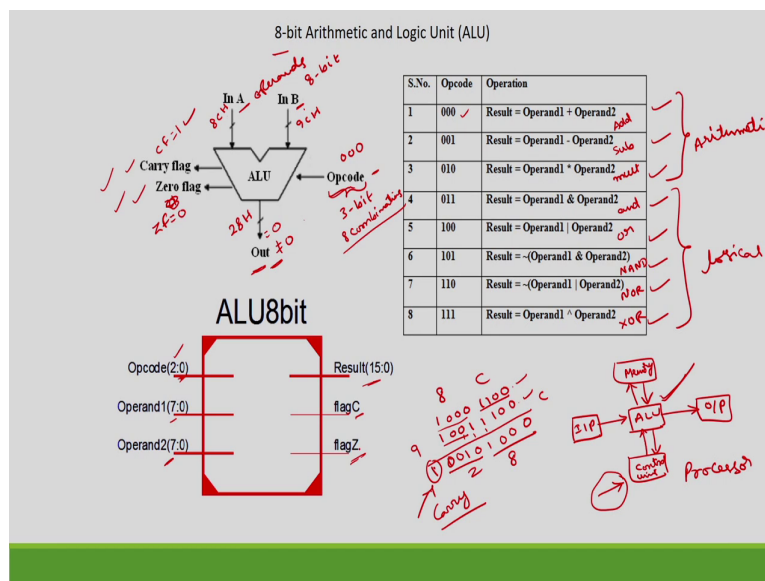 8-bit Arithmetic and Logic Unit (ALU)
operands
8-bit
In A
In B
8CH
9CH
CF=1
000
Carry flag
ALU
Opcode
Zero flag
ZF=0
3-bit
8 combinations
28H
=0
≠0
Out
S.No. Opcode Operation
1 000 Result = Operand1 + Operand2 Add
2 001 Result = Operand1 - Operand2 Sub
3 010 Result = Operand1 * Operand2 mult
4 011 Result = Operand1 & Operand2 and
5 100 Result = Operand1 | Operand2 or
6 101 Result = ~(Operand1 & Operand2) NAND
7 110 Result = ~(Operand1 | Operand2) NOR
8 111 Result = Operand1 ^ Operand2 XOR
Logical
ALU8bit
Opcode(2:0)
Result(15:0)
Operand1(7:0)
flagC
Operand2(7:0)
flagZ
8 C
1000 1100
9 1001 1100 C
1 0010 1000
2 8
Carry
Memory
I/P
ALU
O/P
Control
unit
Processor